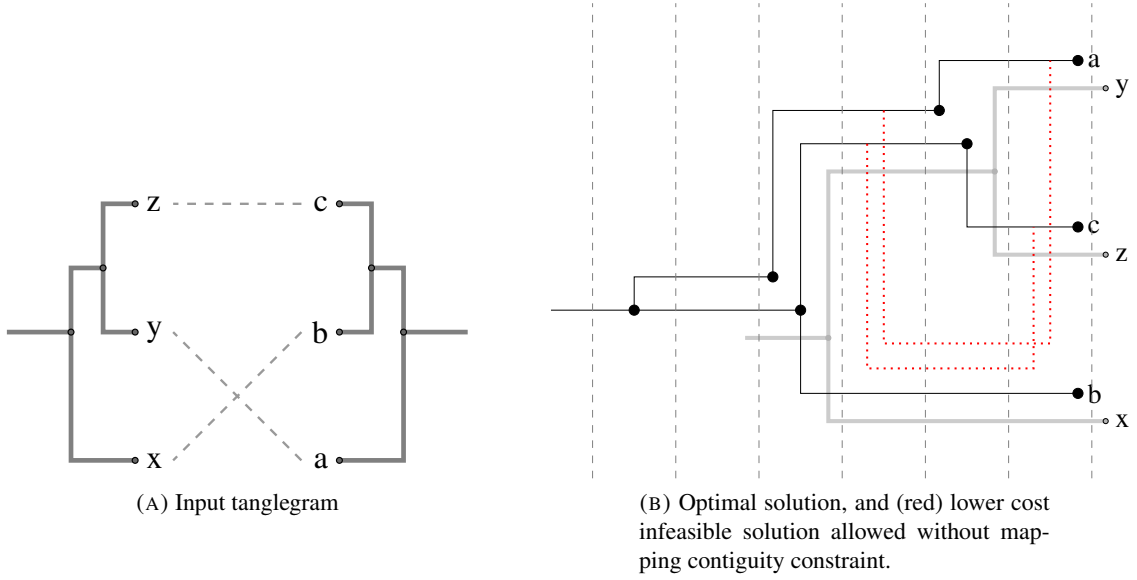 a
y
z
c
c
z
y
b
b
x
x
a
(A) Input tanglegram
(B) Optimal solution, and (red) lower cost
infeasible solution allowed without map-
ping contiguity constraint.